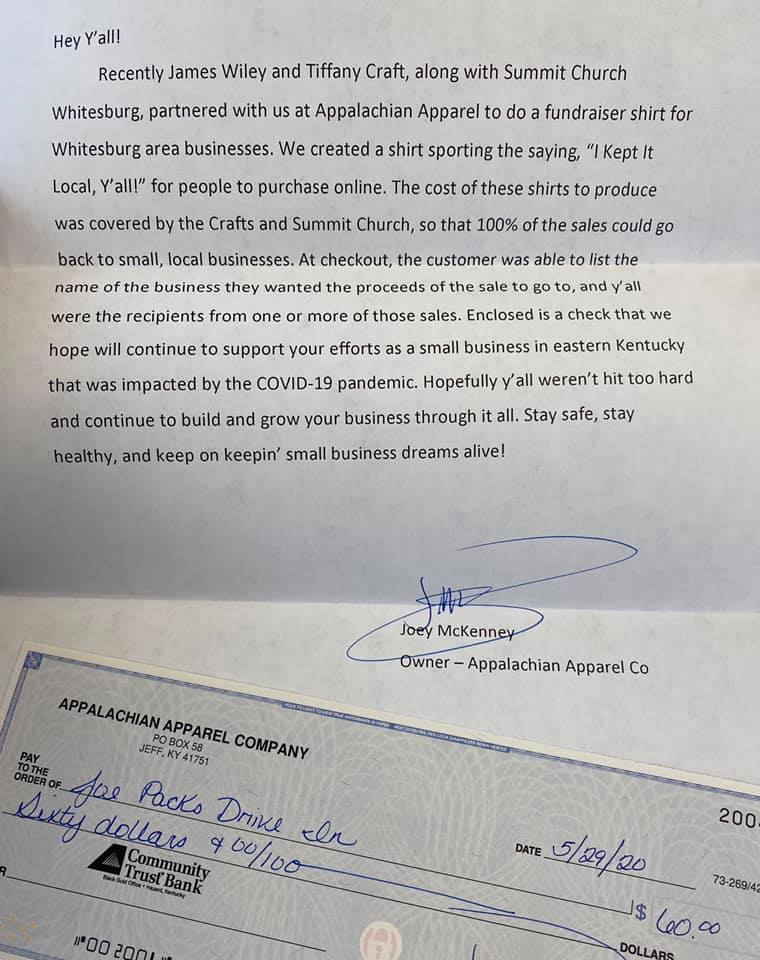 Hey Y'all!
Recently James Wiley and Tiffany Craft, along with Summit Church
Whitesburg, partnered with us at Appalachian Apparel to do a fundraiser shirt for
Whitesburg area businesses. We created a shirt sporting the saying, “I Kept It
Local, Y'all!” for people to purchase online. The cost of these shirts to produce
was covered by the Crafts and Summit Church, so that 100% of the sales could go
back to small, local businesses. At checkout, the customer was able to list the
name of the business they wanted the proceeds of the sale to go to, and y'all
were the recipients from one or more of those sales. Enclosed is a check that we
hope will continue to support your efforts as a small business in eastern Kentucky
that was impacted by the COVID-19 pandemic. Hopefully y'all weren't hit too hard
and continue to build and grow your business through it all. Stay safe, stay
healthy, and keep on keepin' small business dreams alive!
Joey McKenney
Owner – Appalachian Apparel Co
APPALACHIAN APPAREL COMPANY
PO BOX 58
JEFF, KY 41751
200
PAY
TO THE
ORDER OF Joe Packs Drive In
DATE 5/29/20
73-269/42
Sixty dollars & 00/100
$ 60.00
DOLLARS
Community
Trust Bank